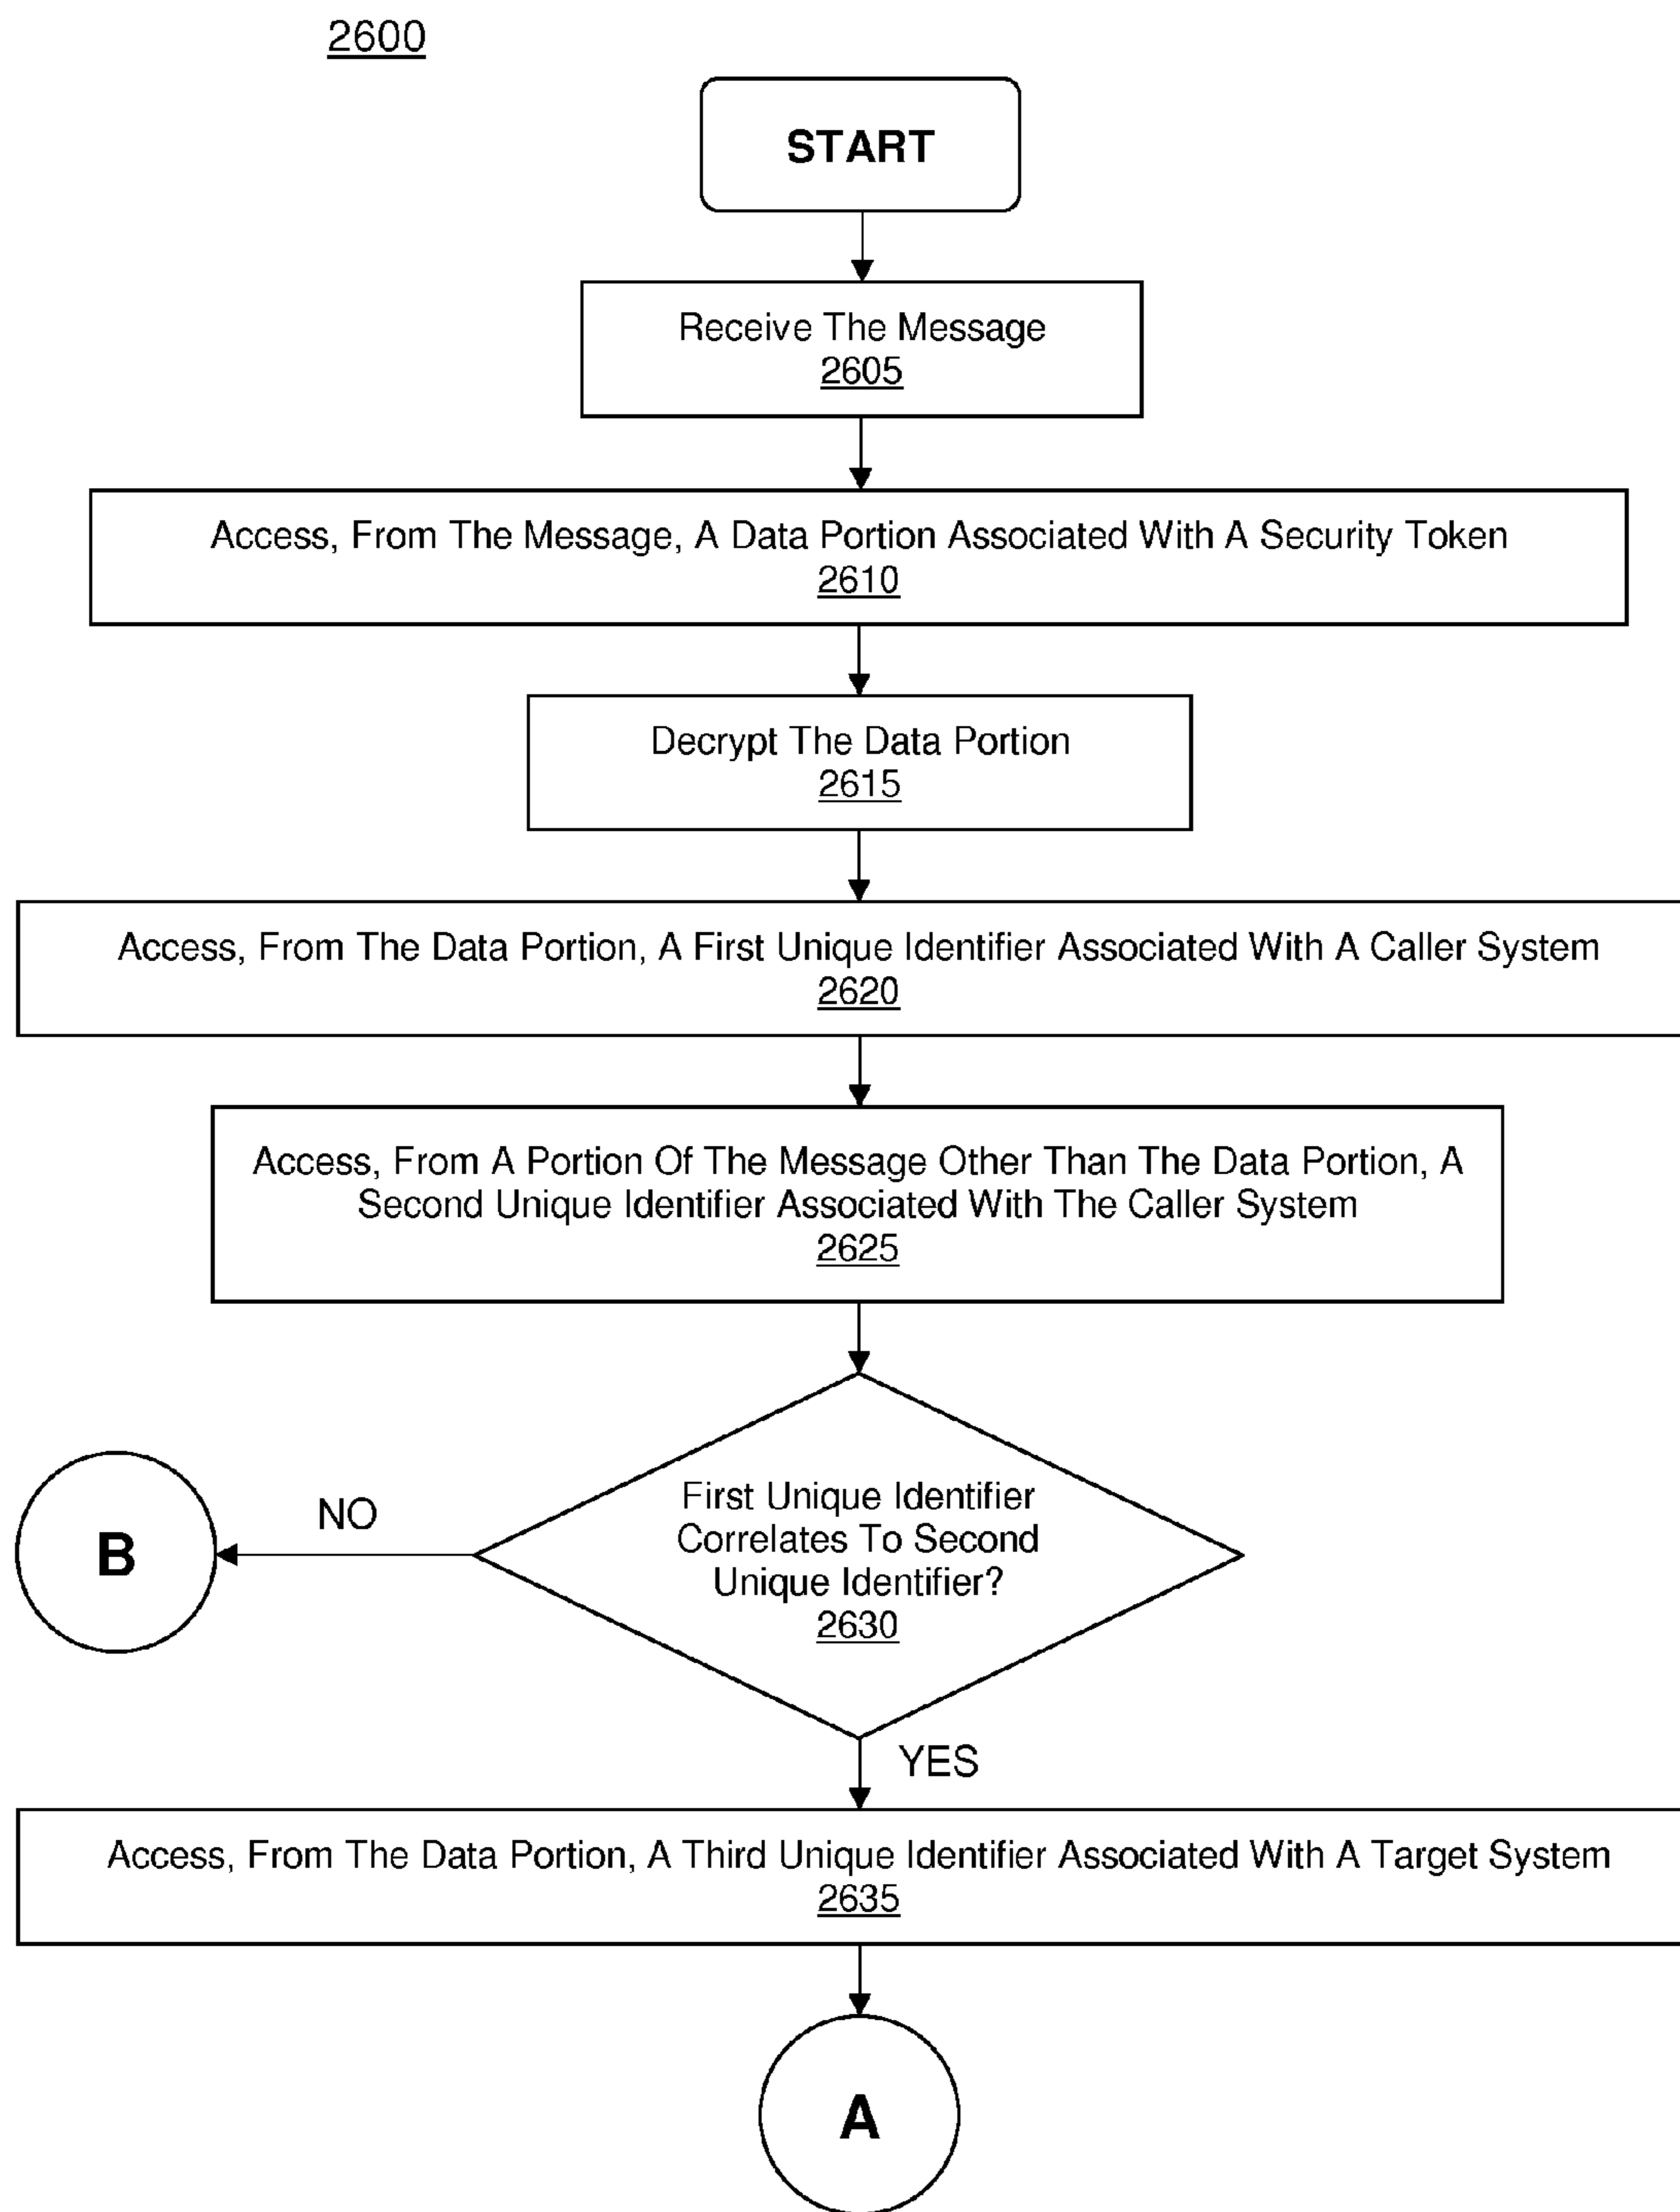 2600
START
Receive The Message
2605
Access, From The Message, A Data Portion Associated With A Security Token
2610
Decrypt The Data Portion
2615
Access, From The Data Portion, A First Unique Identifier Associated With A Caller System
2620
Access, From A Portion Of The Message Other Than The Data Portion, A
Second Unique Identifier Associated With The Caller System
2625
First Unique Identifier
Correlates To Second
Unique Identifier?
2630
NO
B
YES
Access, From The Data Portion, A Third Unique Identifier Associated With A Target System
2635
A